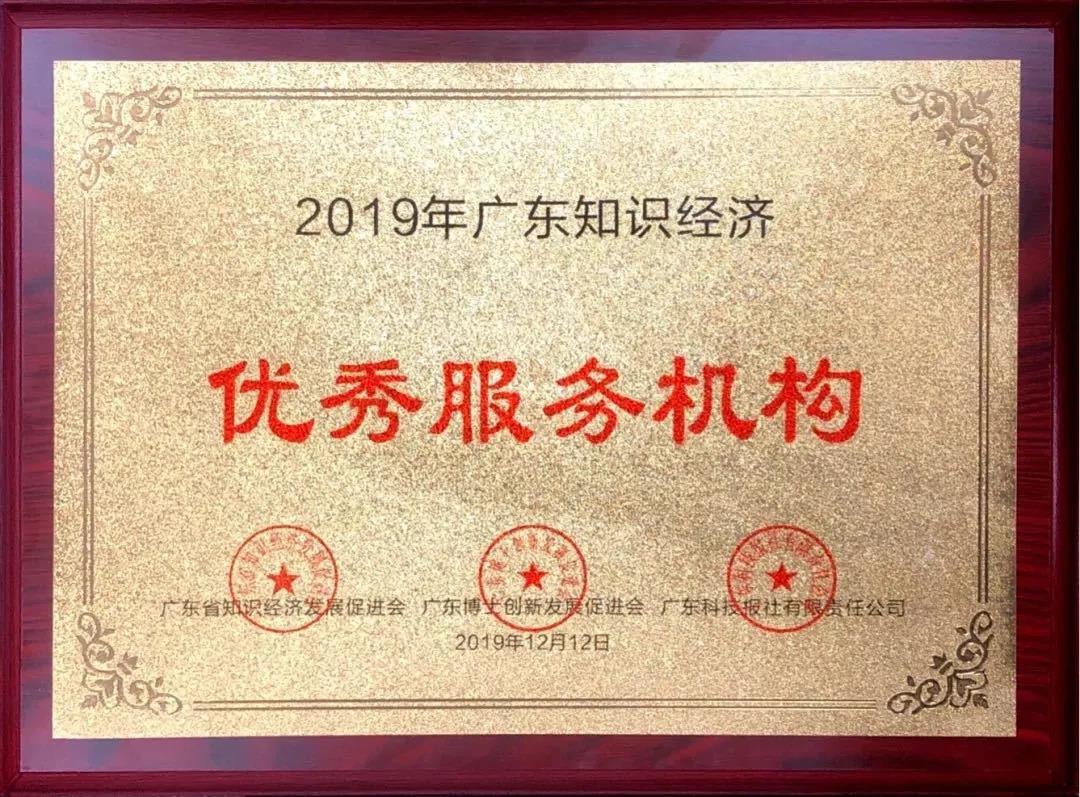 2019年广东知识经济
优秀服务机构
广东省知识经济发展促进会 广东博士创新发展促进会 广东科技报社有限责任公司
2019年12月12日